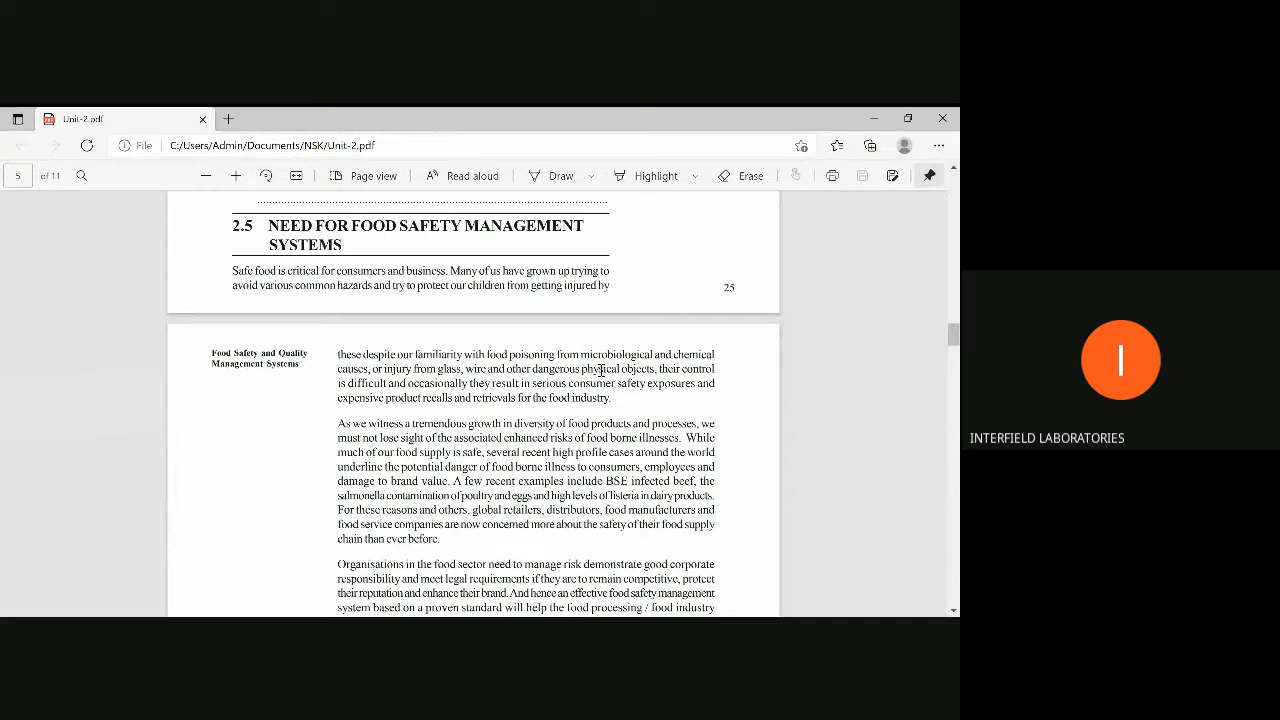 Unit-2.pdf
File
C:/Users/Admin/Documents/NSK/Unit-2.pdf
5 of 11
Page view
Read aloud
Draw
Highlight
Erase
2.5 NEED FOR FOOD SAFETY MANAGEMENT
SYSTEMS
Safe food is critical for consumers and business. Many of us have grown up trying to
avoid various common hazards and try to protect our children from getting injured by
25
Food Safety and Quality
Management Systems
these despite our familiarity with food poisoning from microbiological and chemical
causes, or injury from glass, wire and other dangerous physical objects, their control
is difficult and occasionally they result in serious consumer safety exposures and
expensive product recalls and retrievals for the food industry.
As we witness a tremendous growth in diversity of food products and processes, we
must not lose sight of the associated enhanced risks of food borne illnesses. While
much of our food supply is safe, several recent high profile cases around the world
underline the potential danger of food borne illness to consumers, employees and
damage to brand value. A few recent examples include BSE infected beef, the
salmonella contamination of poultry and eggs and high levels of listeria in dairy products.
For these reasons and others, global retailers, distributors, food manufacturers and
food service companies are now concerned more about the safety of their food supply
chain than ever before.
Organisations in the food sector need to manage risk demonstrate good corporate
responsibility and meet legal requirements if they are to remain competitive, protect
their reputation and enhance their brand. And hence an effective food safety management
system based on a proven standard will help the food processing / food industry
I
INTERFIELD LABORATORIES